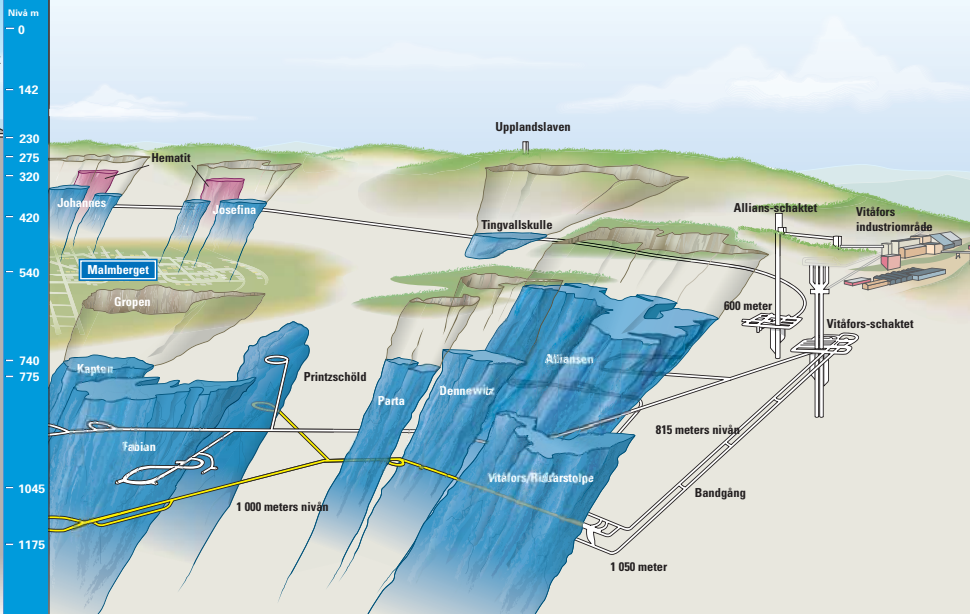 Nivå m
0
142
230
275
320
420
540
740
775
1045
1175
Upplandslaven
Hematit
Johannes
Josefina
Tingvallskulle
Allians-schaktet
Vitåfors
industriområde
Malmberget
Gropen
600 meter
Vitåfors-schaktet
Kapten
Printzschöld
Alliansen
Parta
Dennewitz
815 meters nivån
Fabian
Vitåfors/Riddarstolpe
Bandgång
1 000 meters nivån
1 050 meter